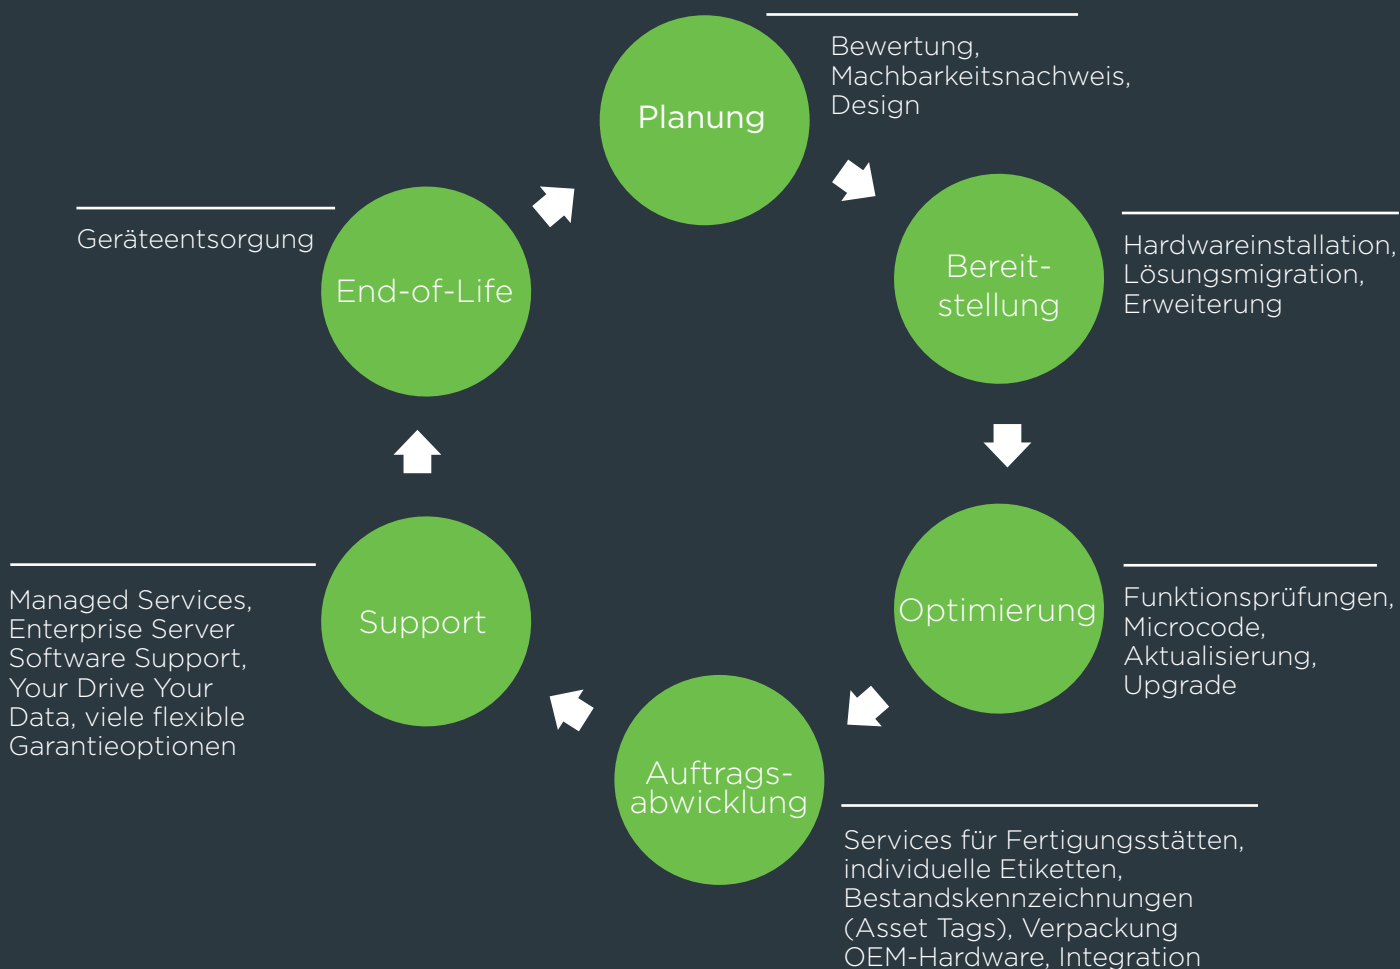 Planung
Bewertung,
Machbarkeitsnachweis,
Design
Bereit-
stellung
Hardwareinstallation,
Lösungsmigration,
Erweiterung
Optimierung
Funktionsprüfungen,
Microcode,
Aktualisierung,
Upgrade
Auftrags-
abwicklung
Services für Fertigungsstätten,
individuelle Etiketten,
Bestandskennzeichnungen
(Asset Tags), Verpackung
OEM-Hardware, Integration
Support
Managed Services,
Enterprise Server
Software Support,
Your Drive Your
Data, viele flexible
Garantieoptionen
End-of-Life
Geräteentsorgung